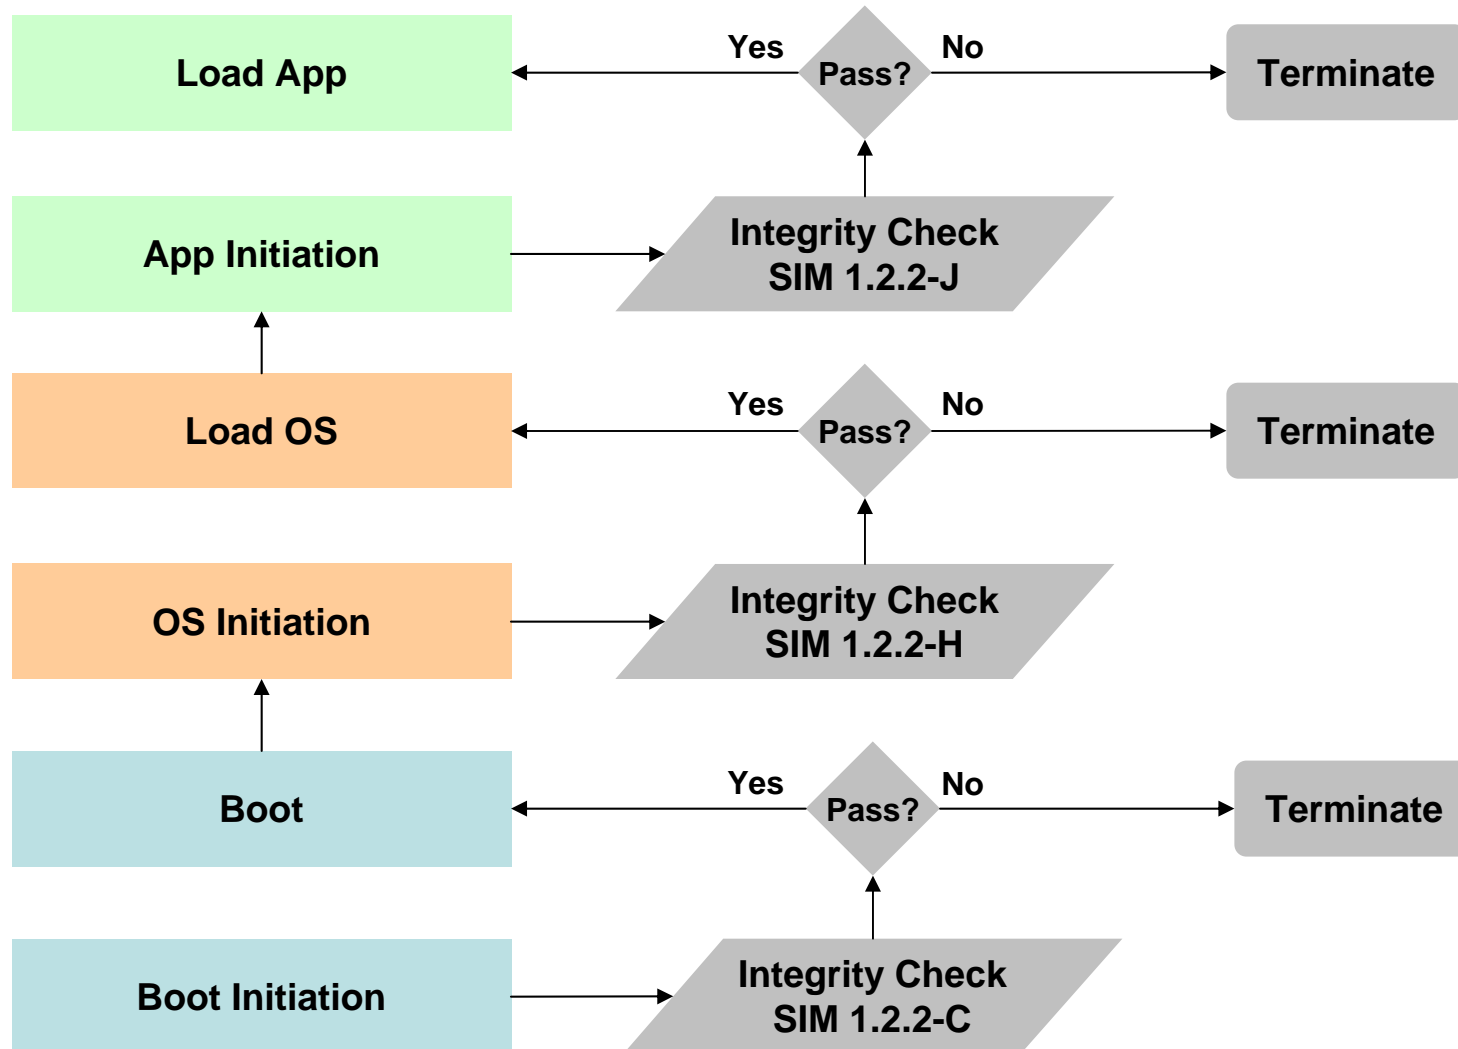 Load App
Yes
Pass?
No
Terminate
App Initiation
Integrity Check
SIM 1.2.2-J
Load OS
Yes
Pass?
No
Terminate
OS Initiation
Integrity Check
SIM 1.2.2-H
Boot
Yes
Pass?
No
Terminate
Boot Initiation
Integrity Check
SIM 1.2.2-C